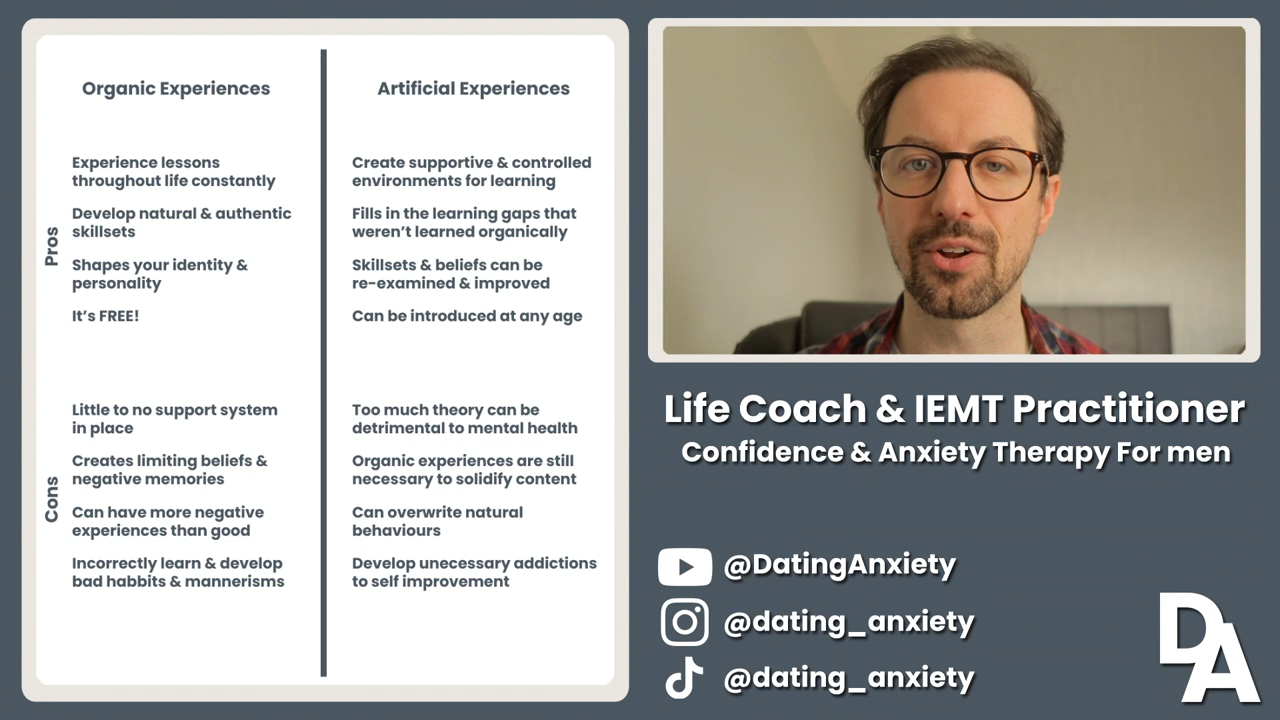 Organic Experiences
Artificial Experiences
Pros
Experience lessons
throughout life constantly
Develop natural & authentic
skillsets
Shapes your identity &
personality
It's FREE!
Create supportive & controlled
environments for learning
Fills in the learning gaps that
weren't learned organically
Skillsets & beliefs can be
re-examined & improved
Can be introduced at any age
Cons
Little to no support system
in place
Creates limiting beliefs &
negative memories
Can have more negative
experiences than good
Incorrectly learn & develop
bad habbits & mannerisms
Too much theory can be
detrimental to mental health
Organic experiences are still
necessary to solidify content
Can overwrite natural
behaviours
Develop unecessary addictions
to self improvement
Life Coach & IEMT Practitioner
Confidence & Anxiety Therapy For men
@DatingAnxiety
@dating_anxiety
@dating_anxiety
DA